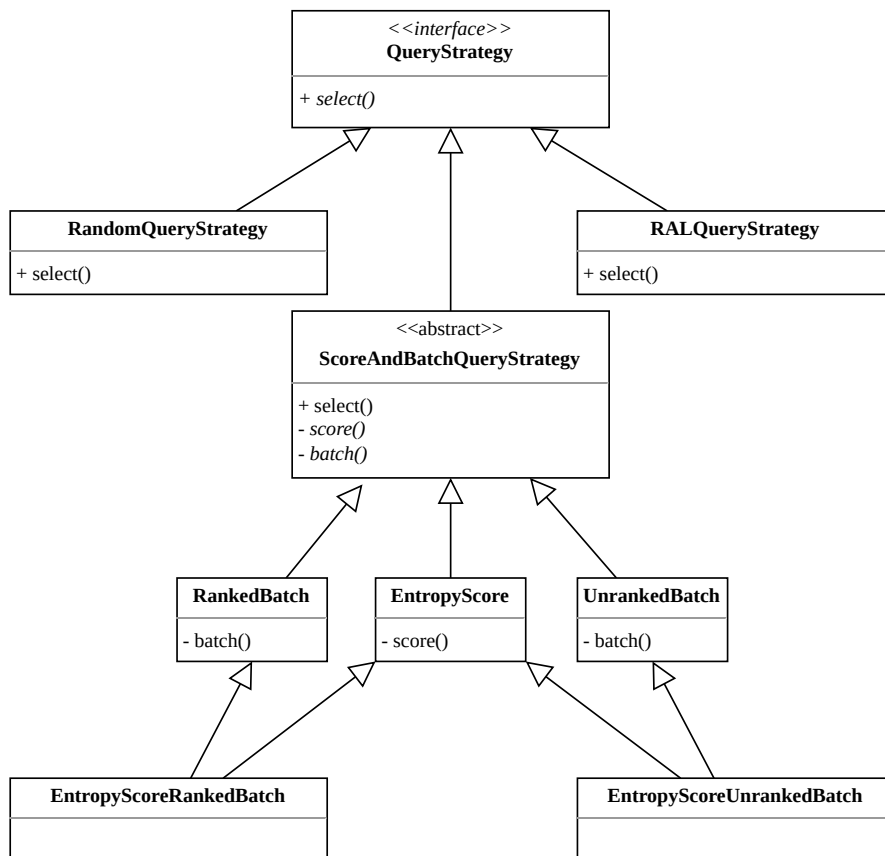 <<interface>>
QueryStrategy
+ select()
RandomQueryStrategy
+ select()
RALQueryStrategy
+ select()
<<abstract>>
ScoreAndBatchQueryStrategy
+ select()
- score()
- batch()
RankedBatch
- batch()
EntropyScore
- score()
UnrankedBatch
- batch()
EntropyScoreRankedBatch
EntropyScoreUnrankedBatch